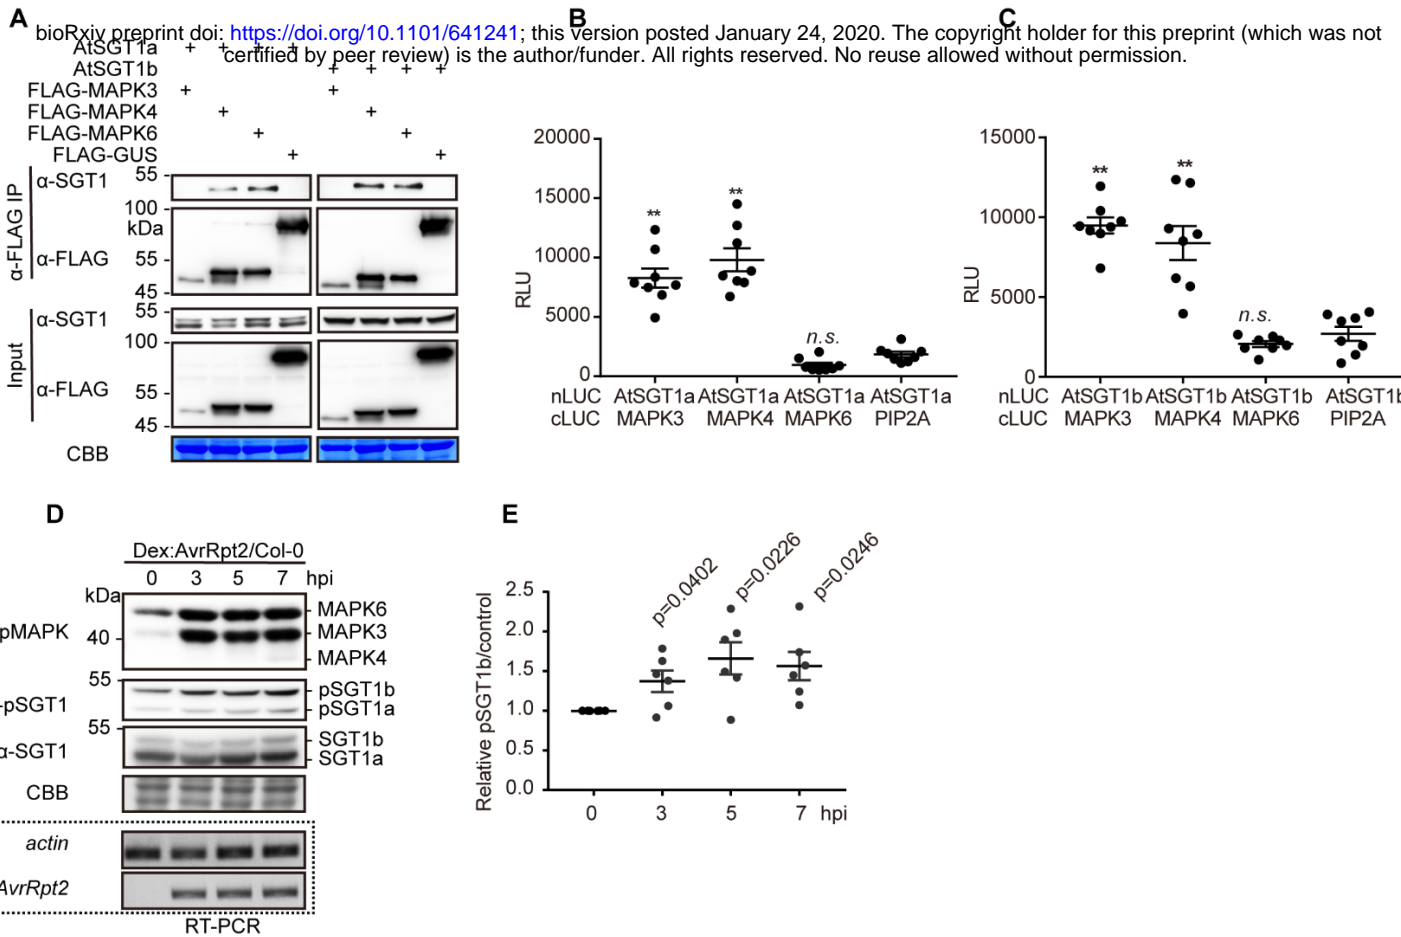 A
B
C
bioRxiv preprint doi: https://doi.org/10.1101/641241; this version posted January 24, 2020. The copyright holder for this preprint (which was not
certified by peer review) is the author/funder. All rights reserved. No reuse allowed without permission.
AtSGT1a + + + +
AtSGT1b + + + +
FLAG-MAPK3 + +
FLAG-MAPK4 + +
FLAG-MAPK6 + +
FLAG-GUS + +
α-FLAG IP
α-SGT1
55
100
kDa
α-FLAG
55
45
Input
α-SGT1
55
100
α-FLAG
55
45
CBB
RLU
20000
15000
10000
5000
0
**
**
n.s.
nLUC AtSGT1a AtSGT1a AtSGT1a AtSGT1a
cLUC MAPK3 MAPK4 MAPK6 PIP2A
RLU
15000
10000
5000
0
**
**
n.s.
nLUC AtSGT1b AtSGT1b AtSGT1b AtSGT1b
cLUC MAPK3 MAPK4 MAPK6 PIP2A
D
Dex:AvrRpt2/Col-0
0 3 5 7 hpi
kDa
pMAPK
40
MAPK6
MAPK3
MAPK4
55
-pSGT1
pSGT1b
pSGT1a
55
α-SGT1
SGT1b
SGT1a
CBB
actin
AvrRpt2
RT-PCR
E
Relative pSGT1b/control
2.5
2.0
1.5
1.0
0.5
0.0
p=0.0402
p=0.0226
p=0.0246
0 3 5 7 hpi